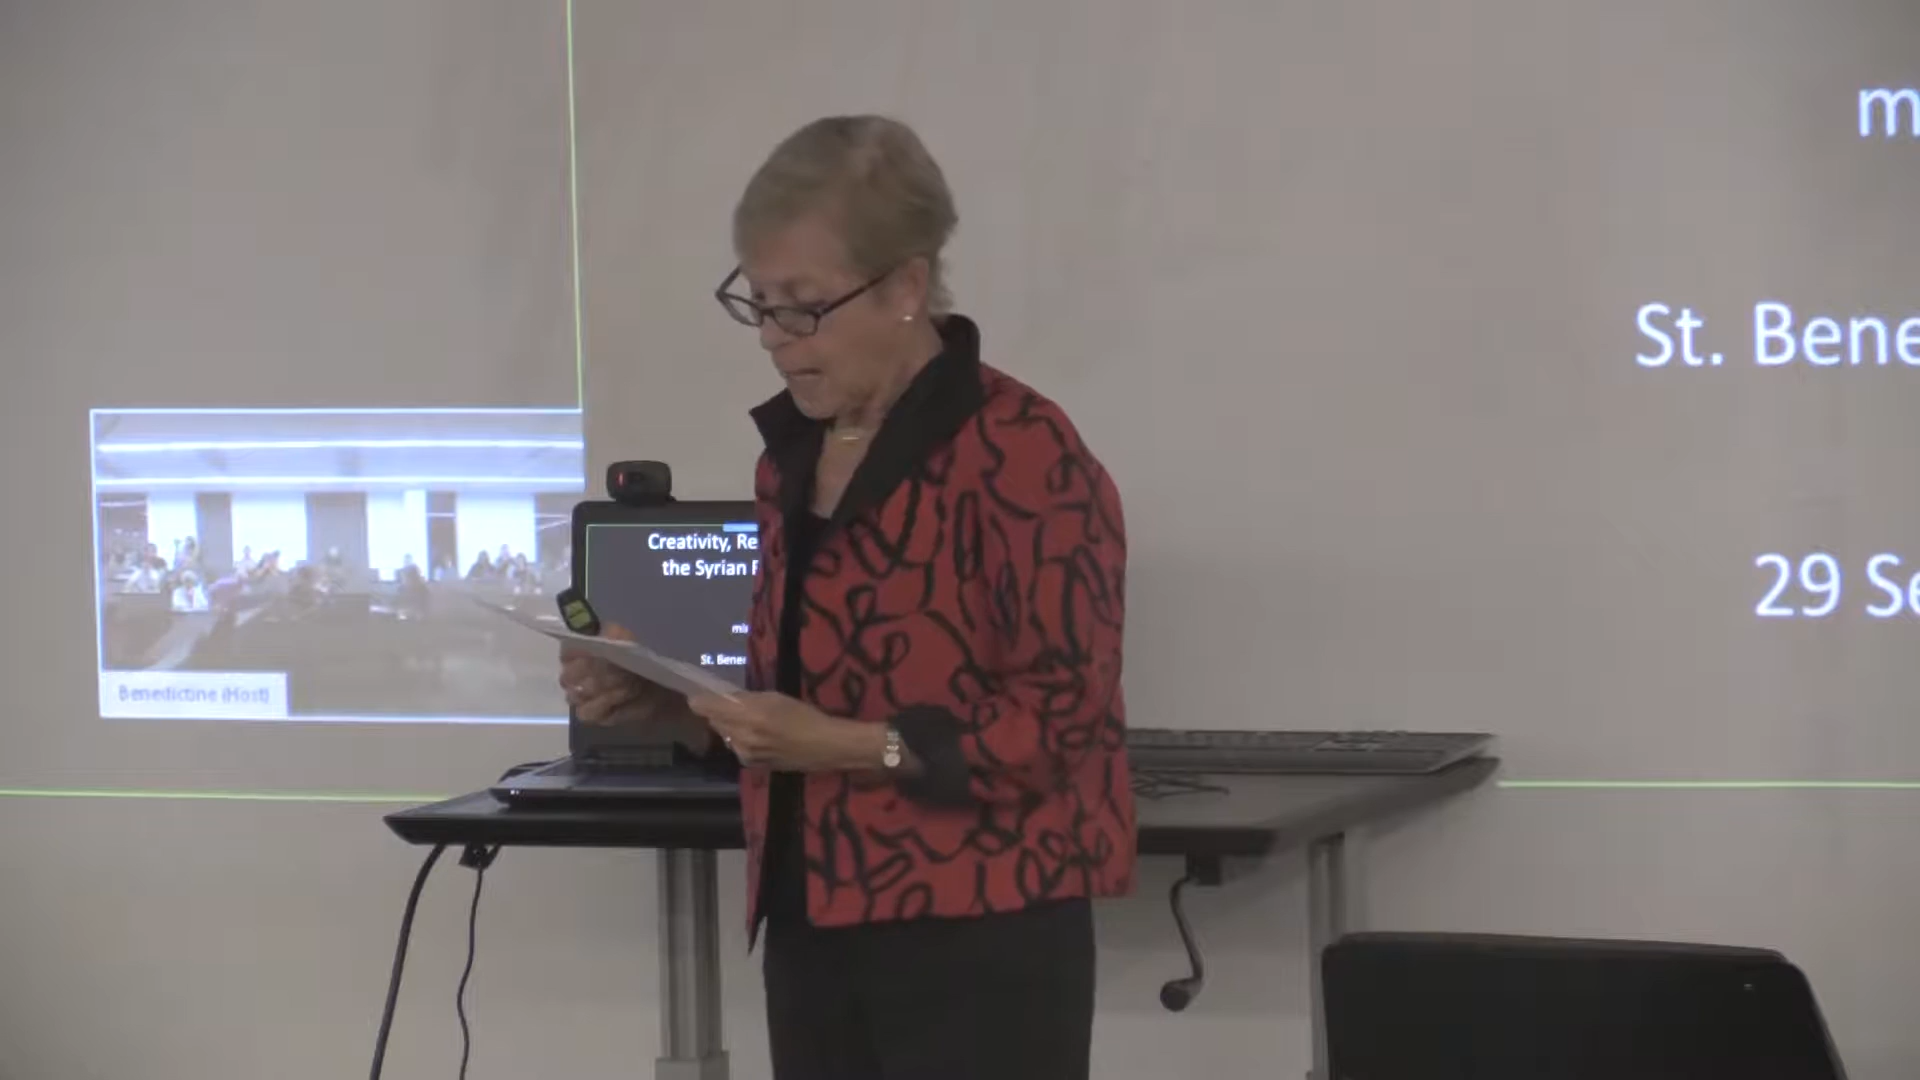 m
St. Bene
29 Se
Creativity, Re
the Syrian
St. Bene
Benedictine (Host)